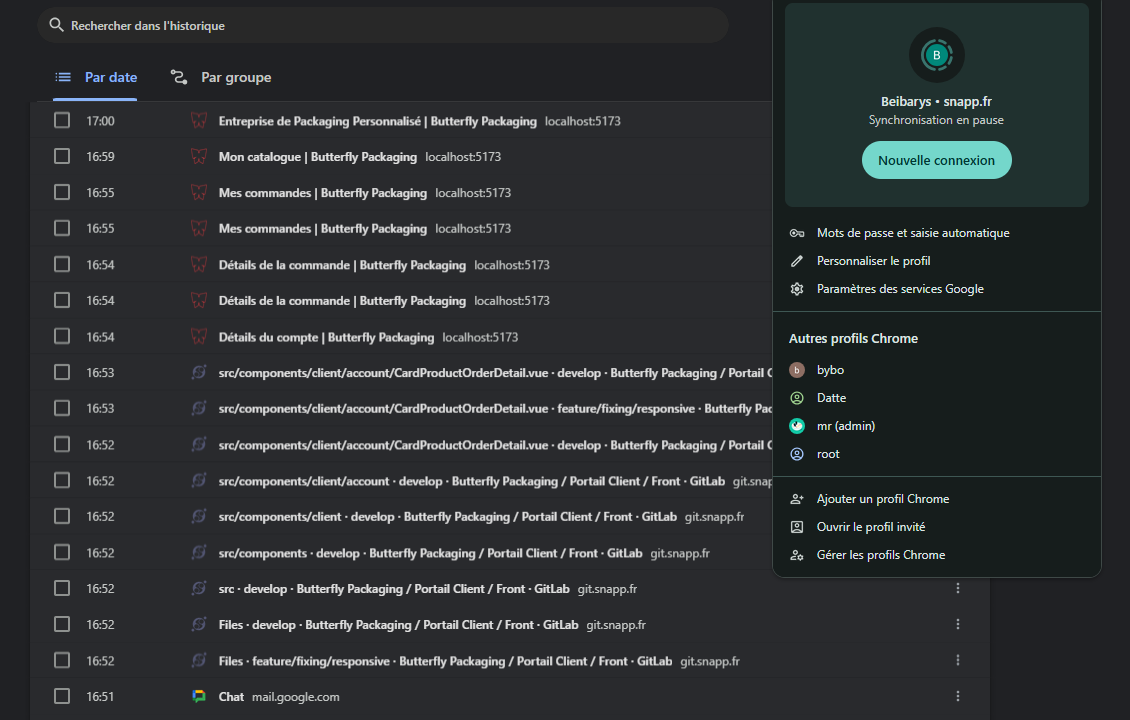 Rechercher dans l'historique
Par date
Par groupe
17:00 Entreprise de Packaging Personnalisé | Butterfly Packaging localhost:5173
16:59 Mon catalogue | Butterfly Packaging localhost:5173
16:55 Mes commandes | Butterfly Packaging localhost:5173
16:55 Mes commandes | Butterfly Packaging localhost:5173
16:54 Détails de la commande | Butterfly Packaging localhost:5173
16:54 Détails de la commande | Butterfly Packaging localhost:5173
16:54 Détails du compte | Butterfly Packaging localhost:5173
16:53 src/components/client/account/CardProductOrderDetail.vue · develop · Butterfly Packaging / Portail C
16:53 src/components/client/account/CardProductOrderDetail.vue · feature/fixing/responsive · Butterfly Pac
16:52 src/components/client/account/CardProductOrderDetail.vue · develop · Butterfly Packaging / Portail C
16:52 src/components/client/account · develop · Butterfly Packaging / Portail Client / Front · GitLab git.snap
16:52 src/components/client · develop · Butterfly Packaging / Portail Client / Front · GitLab git.snapp.fr
16:52 src/components · develop · Butterfly Packaging / Portail Client / Front · GitLab git.snapp.fr
16:52 src · develop · Butterfly Packaging / Portail Client / Front · GitLab git.snapp.fr
16:52 Files · develop · Butterfly Packaging / Portail Client / Front · GitLab git.snapp.fr
16:52 Files · feature/fixing/responsive · Butterfly Packaging / Portail Client / Front · GitLab git.snapp.fr
16:51 Chat mail.google.com
B
Beibarys • snapp.fr
Synchronisation en pause
Nouvelle connexion
Mots de passe et saisie automatique
Personnaliser le profil
Paramètres des services Google
Autres profils Chrome
b bybo
Datte
mr (admin)
root
Ajouter un profil Chrome
Ouvrir le profil invité
Gérer les profils Chrome